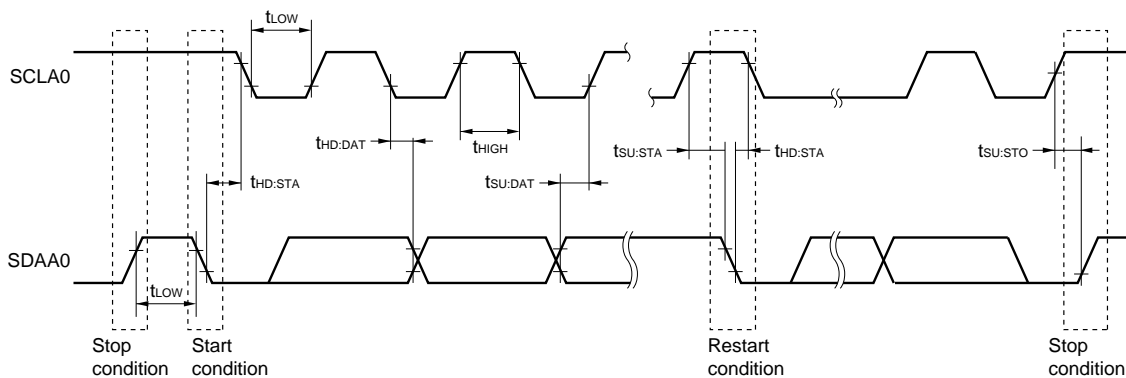 tLOW
SCLA0
tHD:DAT
tHIGH
tSU:STA
tHD:STA
tSU:STO
tHD:STA
tSU:DAT
SDAA0
tLOW
Stop
condition
Start
condition
Restart
condition
Stop
condition